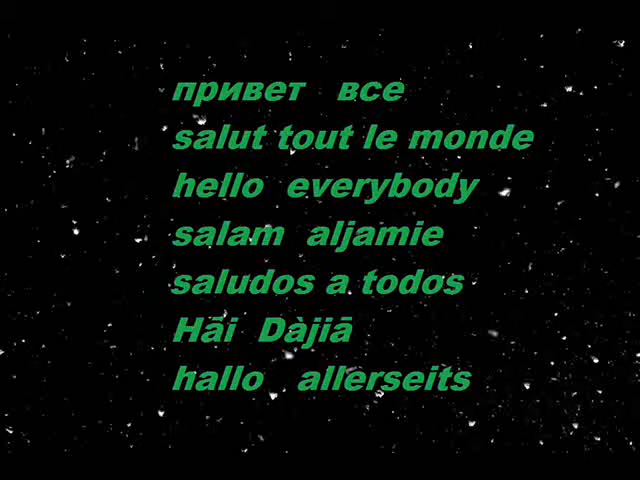 привет все
salut tout le monde
hello everybody
salam aljamie
saludos a todos
Hāi Dàjiā
hallo allerseits